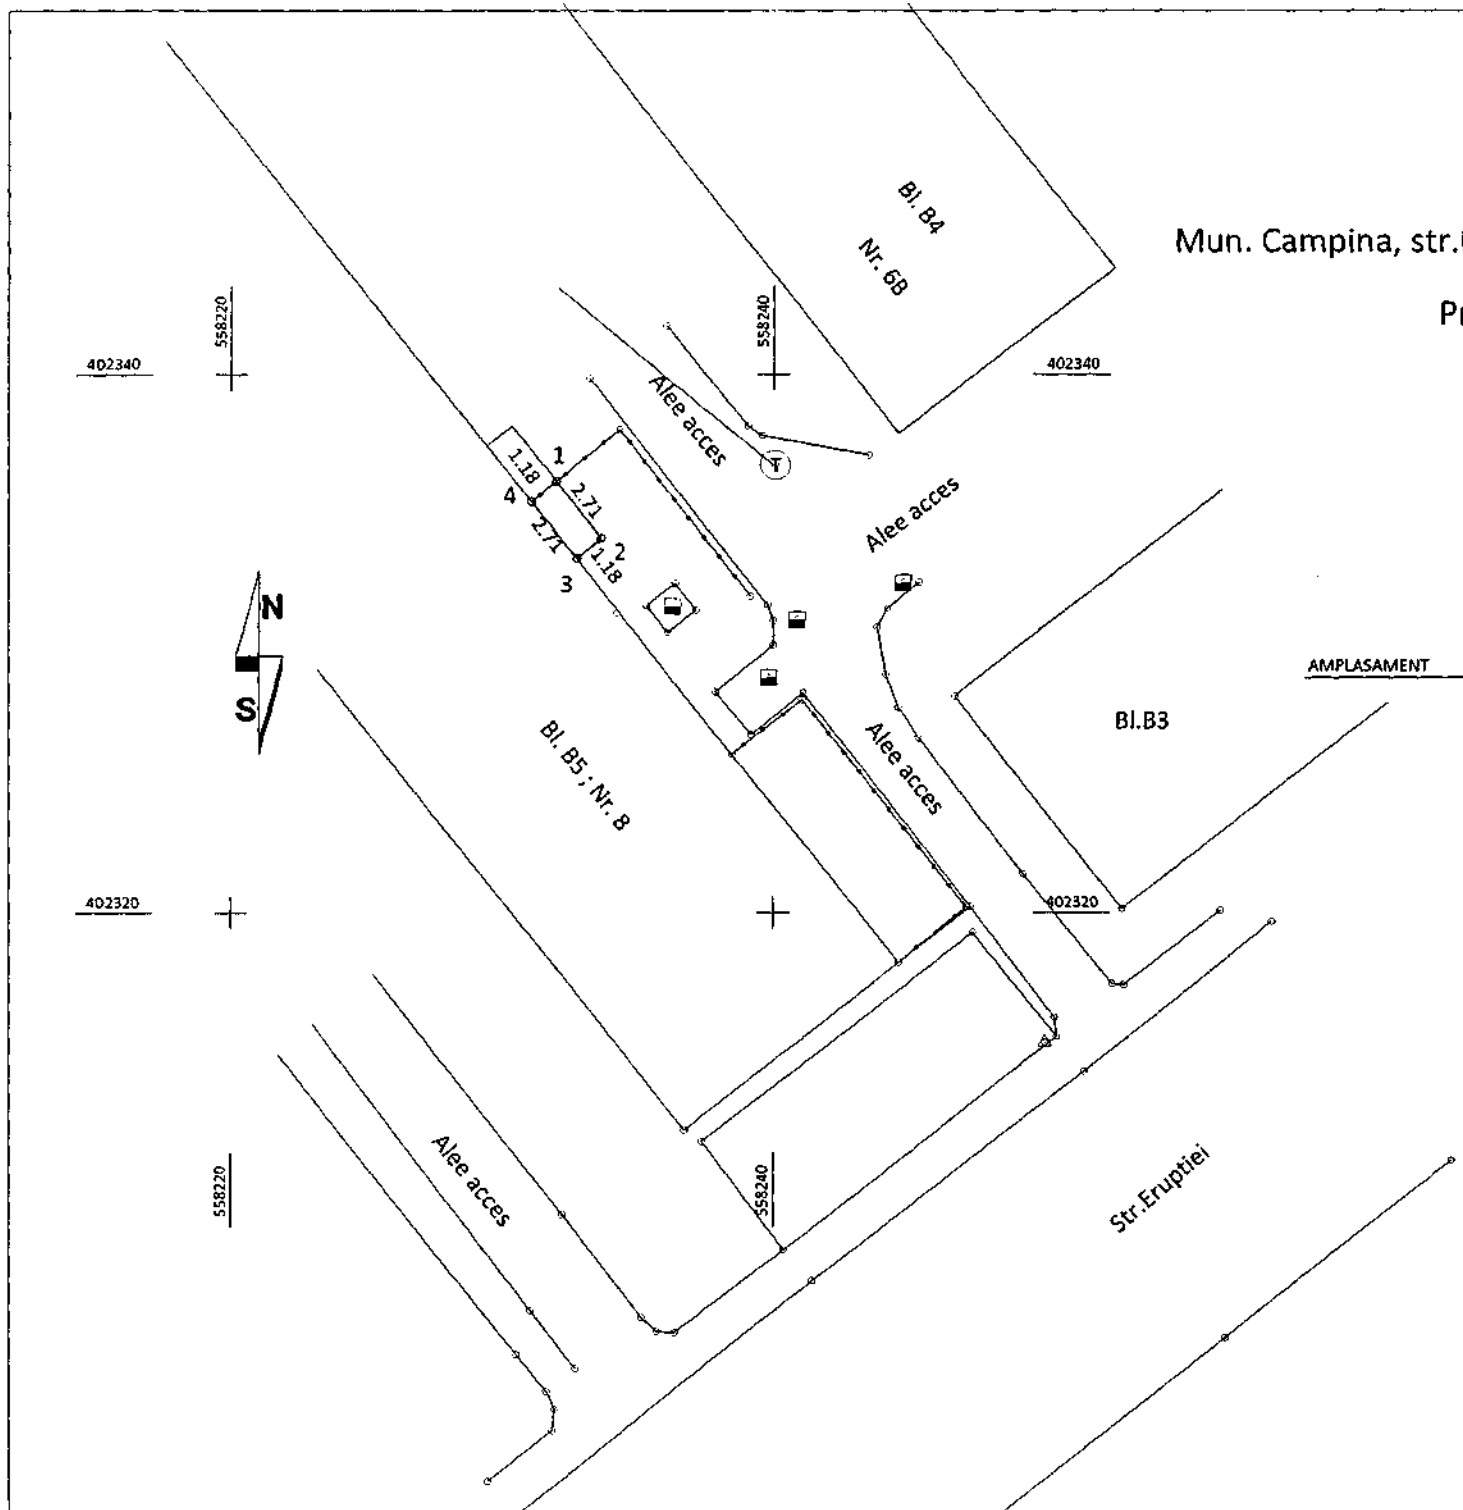 Bl. B4
Nr. 6B
Mun. Campina, str.
558220
558240
402340
402340
Alee acces
1
1.18
2.71
4
2.71
2
1.18
3
Alee acces
N
S
AMPLASAMENT
Bl.B3
Bl. B5 ; Nr. 8
Alee acces
T
402320
402320
558220
558240
Alee acces
Str.Eruptiei